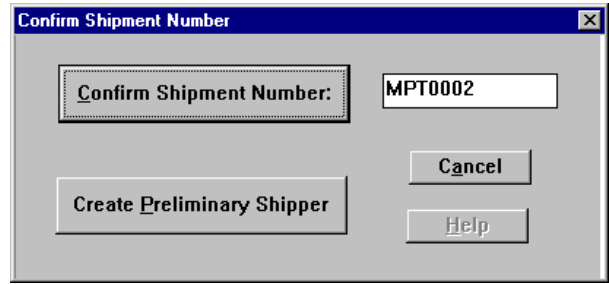 Confirm Shipment Number
Confirm Shipment Number:
MPT0002
Cancel
Create Preliminary Shipper
Help